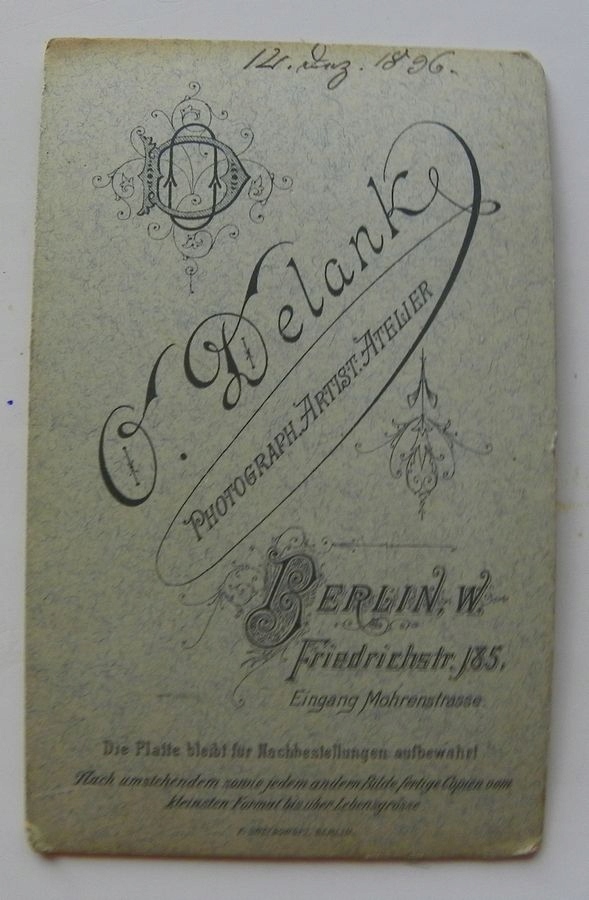 12. Dez. 1896.
O. Delank
PHOTOGRAPH. ARTIST. ATELIER
BERLIN, W.
Friedrichstr. 185.
Eingang Mohrenstrasse.
Die Platte bleibt für Nachbestellungen aufbewahrt
Nach umstehendem sowie jedem andern Bilde fertige Copien vom
kleinsten Format bis über Lebensgrösse
BERLIN.